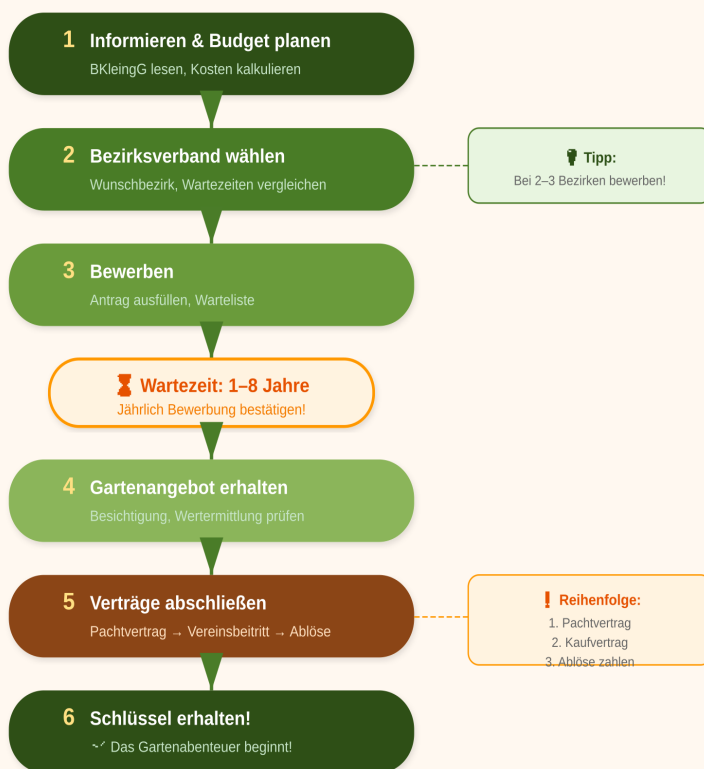 1 Informieren & Budget planen
BKleingG lesen, Kosten kalkulieren
2 Bezirksverband wählen
Wunschbezirk, Wartezeiten vergleichen
Tipp:
Bei 2–3 Bezirken bewerben!
3 Bewerben
Antrag ausfüllen, Warteliste
Wartezeit: 1–8 Jahre
Jährlich Bewerbung bestätigen!
4 Gartenangebot erhalten
Besichtigung, Wertermittlung prüfen
5 Verträge abschließen
Pachtvertrag → Vereinsbeitritt → Ablöse
Reihenfolge:
1. Pachtvertrag
2. Kaufvertrag
3. Ablöse zahlen
6 Schlüssel erhalten!
Das Gartenabenteuer beginnt!